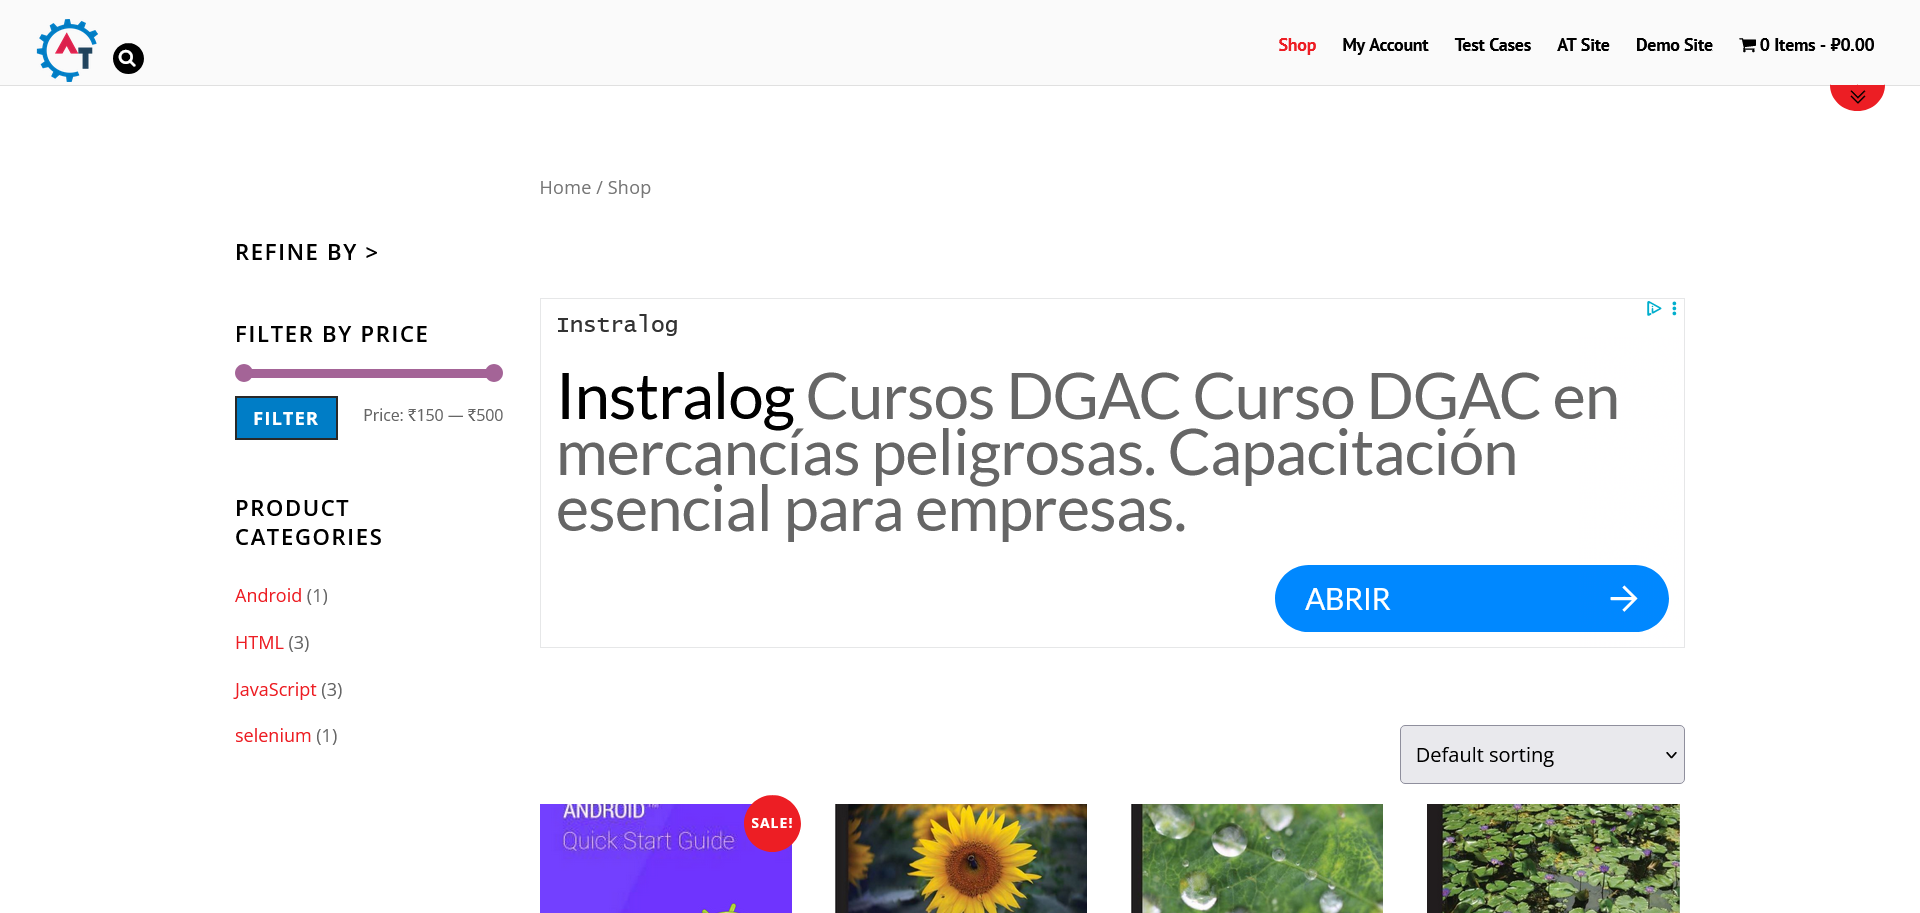 AT
Shop
My Account
Test Cases
AT Site
Demo Site
0 Items - ₽0.00
Home / Shop
REFINE BY >
FILTER BY PRICE
FILTER
Price: ₹150 — ₹500
PRODUCT
CATEGORIES
Android (1)
HTML (3)
JavaScript (3)
selenium (1)
Instralog
Instralog Cursos DGAC Curso DGAC en
mercancías peligrosas. Capacitación
esencial para empresas.
ABRIR
Default sorting
ANDROID™
Quick Start Guide
SALE!